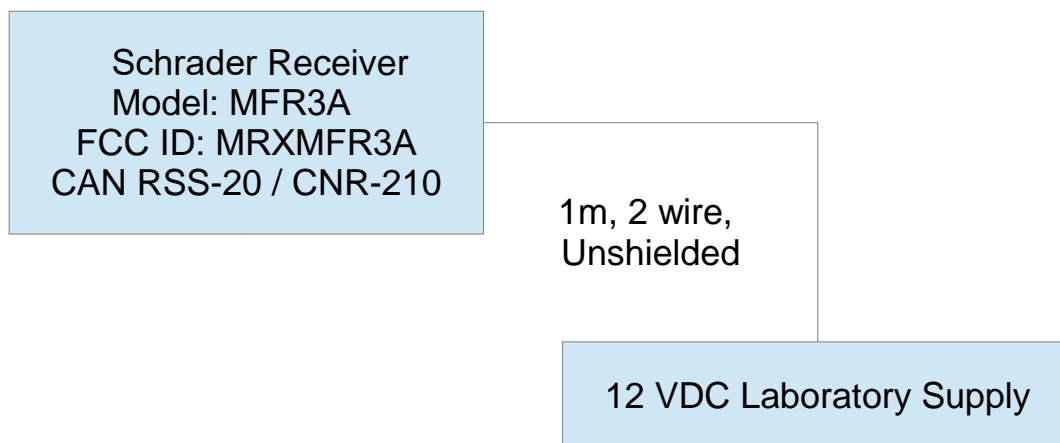 Schrader Receiver
Model: MFR3A
FCC ID: MRXMFR3A
CAN RSS-20 / CNR-210
1m, 2 wire,
Unshielded
12 VDC Laboratory Supply